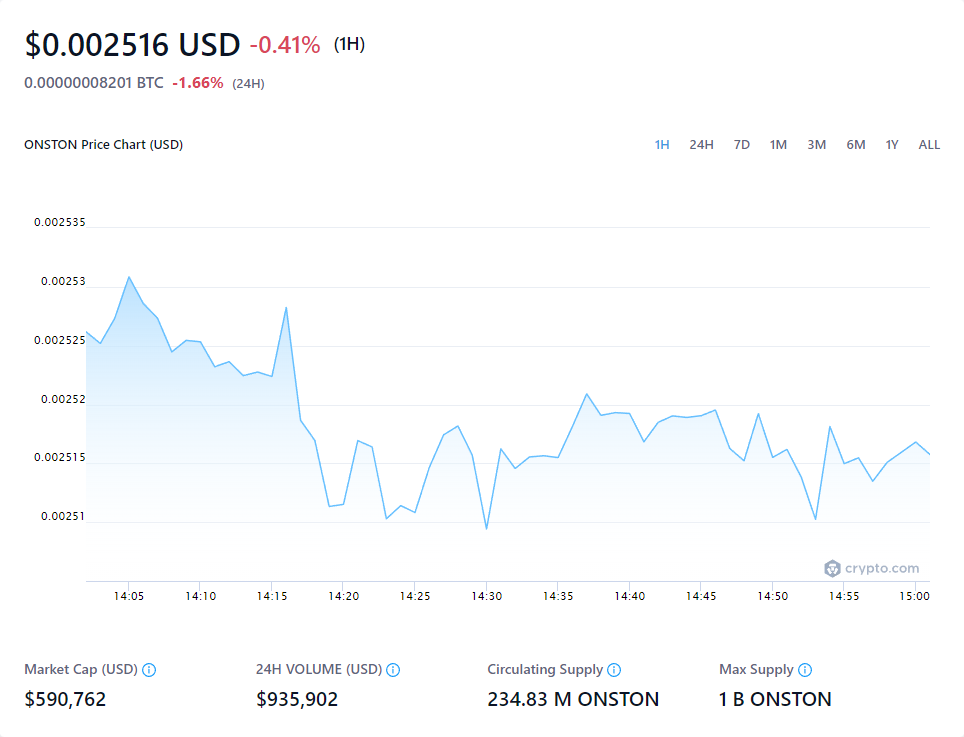 $0.002516 USD -0.41% (1H)
0.00000008201 BTC -1.66% (24H)
ONSTON Price Chart (USD) 1H 24H 7D 1M 3M 6M 1Y ALL
0.002535
0.00253
0.002525
0.00252
0.002515
0.00251
crypto.com
14:05 14:10 14:15 14:20 14:25 14:30 14:35 14:40 14:45 14:50 14:55 15:00
Market Cap (USD) 24H VOLUME (USD) Circulating Supply Max Supply
$590,762 $935,902 234.83 M ONSTON 1 B ONSTON